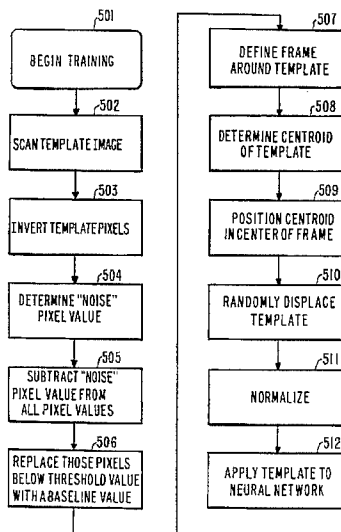 501
BEGIN TRAINING
502
SCAN TEMPLATE IMAGE
503
INVERT TEMPLATE PIXELS
504
DETERMINE "NOISE"
PIXEL VALUE
505
SUBTRACT "NOISE"
PIXEL VALUE FROM
ALL PIXEL VALUES
506
REPLACE THOSE PIXELS
BELOW THRESHOLD VALUE
WITH A BASELINE VALUE
507
DEFINE FRAME
AROUND TEMPLATE
508
DETERMINE CENTROID
OF TEMPLATE
509
POSITION CENTROID
IN CENTER OF FRAME
510
RANDOMLY DISPLACE
TEMPLATE
511
NORMALIZE
512
APPLY TEMPLATE TO
NEURAL NETWORK